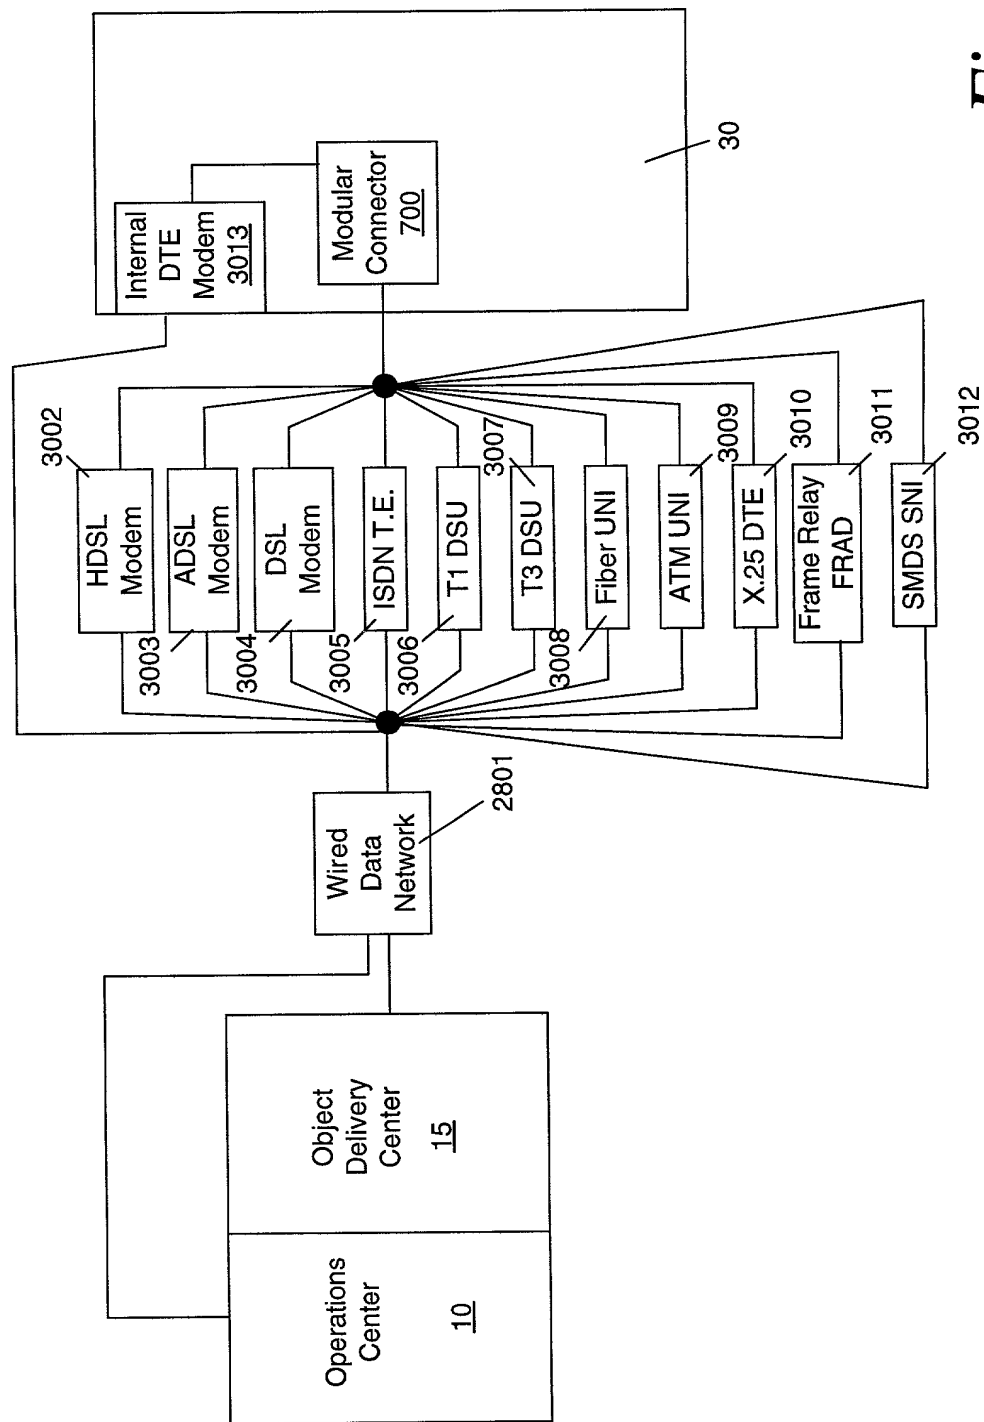 Operations
Center
10
Object
Delivery
Center
15
Wired
Data
Network
2801
HDSL
Modem
3002
ADSL
Modem
3003
DSL
Modem
3004
ISDN T.E.
3005
T1 DSU
3006
T3 DSU
3007
Fiber UNI
3008
ATM UNI
3009
X.25 DTE
3010
Frame Relay
FRAD
3011
SMDS SNI
3012
Internal
DTE
Modem
3013
Modular
Connector
700
30